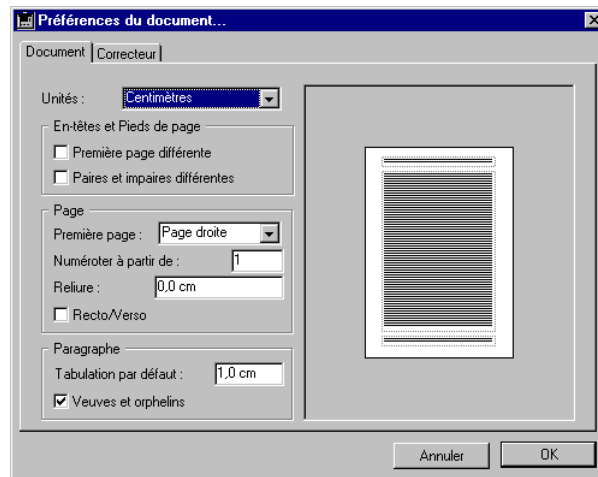 Préférences du document...
Document
Correcteur
Unités :
Centimètres
En-têtes et Pieds de page
Première page différente
Paires et impaires différentes
Page
Première page :
Page droite
Numéroter à partir de :
1
Reliure :
0,0 cm
Recto/Verso
Paragraphe
Tabulation par défaut :
1,0 cm
Veuves et orphelins
Annuler
OK